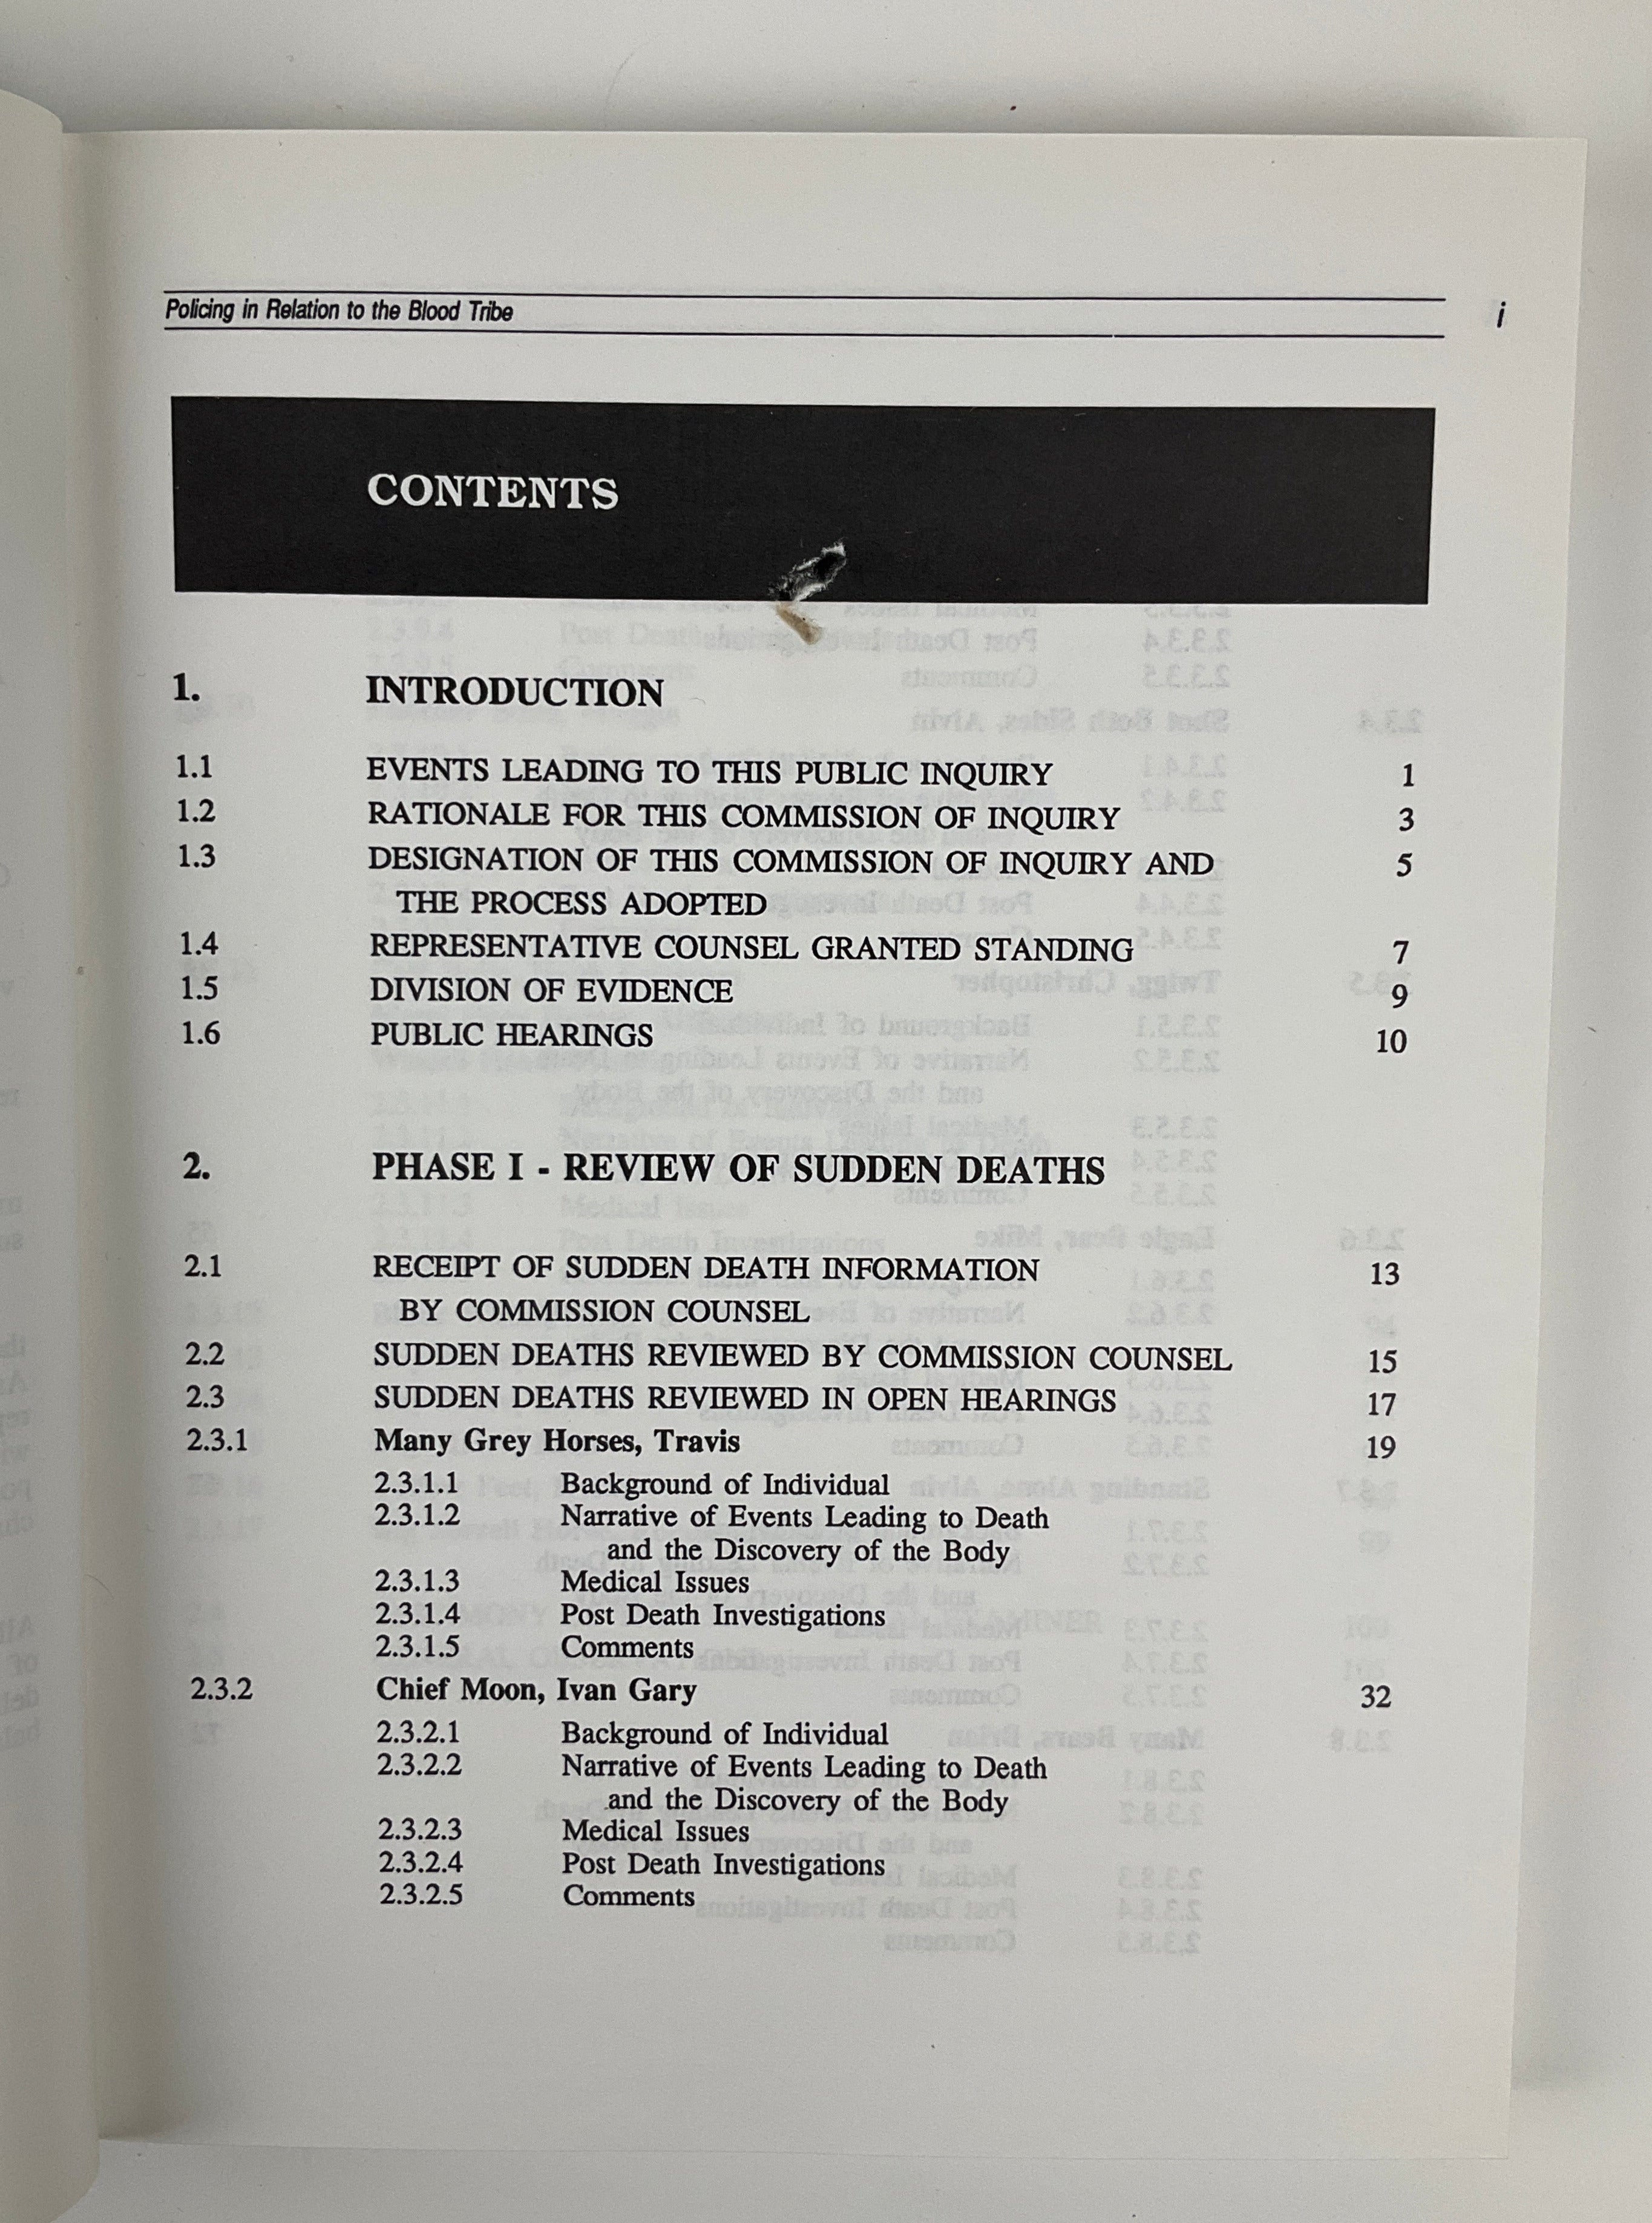 Policing in Relation to the Blood Tribe i
CONTENTS
1. INTRODUCTION
1.1 EVENTS LEADING TO THIS PUBLIC INQUIRY 1
1.2 RATIONALE FOR THIS COMMISSION OF INQUIRY 3
1.3 DESIGNATION OF THIS COMMISSION OF INQUIRY AND 5
THE PROCESS ADOPTED
1.4 REPRESENTATIVE COUNSEL GRANTED STANDING 7
1.5 DIVISION OF EVIDENCE 9
1.6 PUBLIC HEARINGS 10
2. PHASE I - REVIEW OF SUDDEN DEATHS
2.1 RECEIPT OF SUDDEN DEATH INFORMATION 13
BY COMMISSION COUNSEL
2.2 SUDDEN DEATHS REVIEWED BY COMMISSION COUNSEL 15
2.3 SUDDEN DEATHS REVIEWED IN OPEN HEARINGS 17
2.3.1 Many Grey Horses, Travis 19
2.3.1.1 Background of Individual
2.3.1.2 Narrative of Events Leading to Death
and the Discovery of the Body
2.3.1.3 Medical Issues
2.3.1.4 Post Death Investigations
2.3.1.5 Comments
2.3.2 Chief Moon, Ivan Gary 32
2.3.2.1 Background of Individual
2.3.2.2 Narrative of Events Leading to Death
and the Discovery of the Body
2.3.2.3 Medical Issues
2.3.2.4 Post Death Investigations
2.3.2.5 Comments